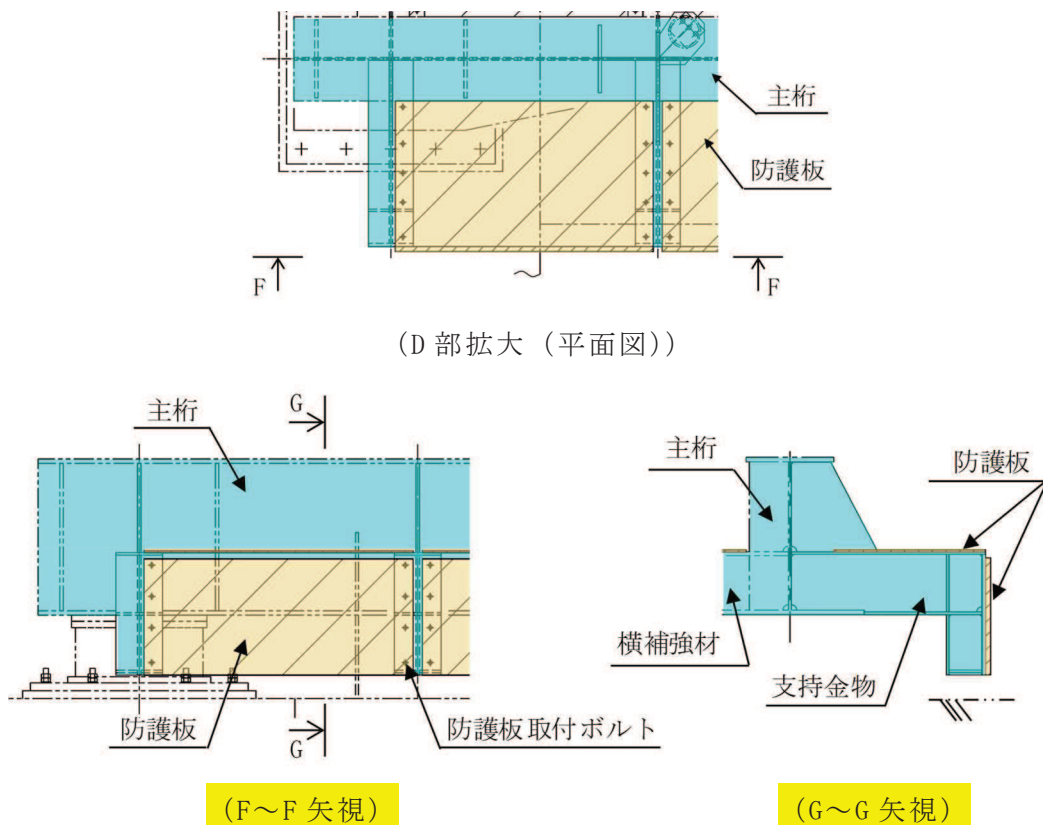 主桁
防護板
F
F
(D部拡大 (平面図))
G
主桁
防護板
防護板取付ボルト
G
(F～F 矢視)
主桁
防護板
横補強材
支持金物
(G～G 矢視)